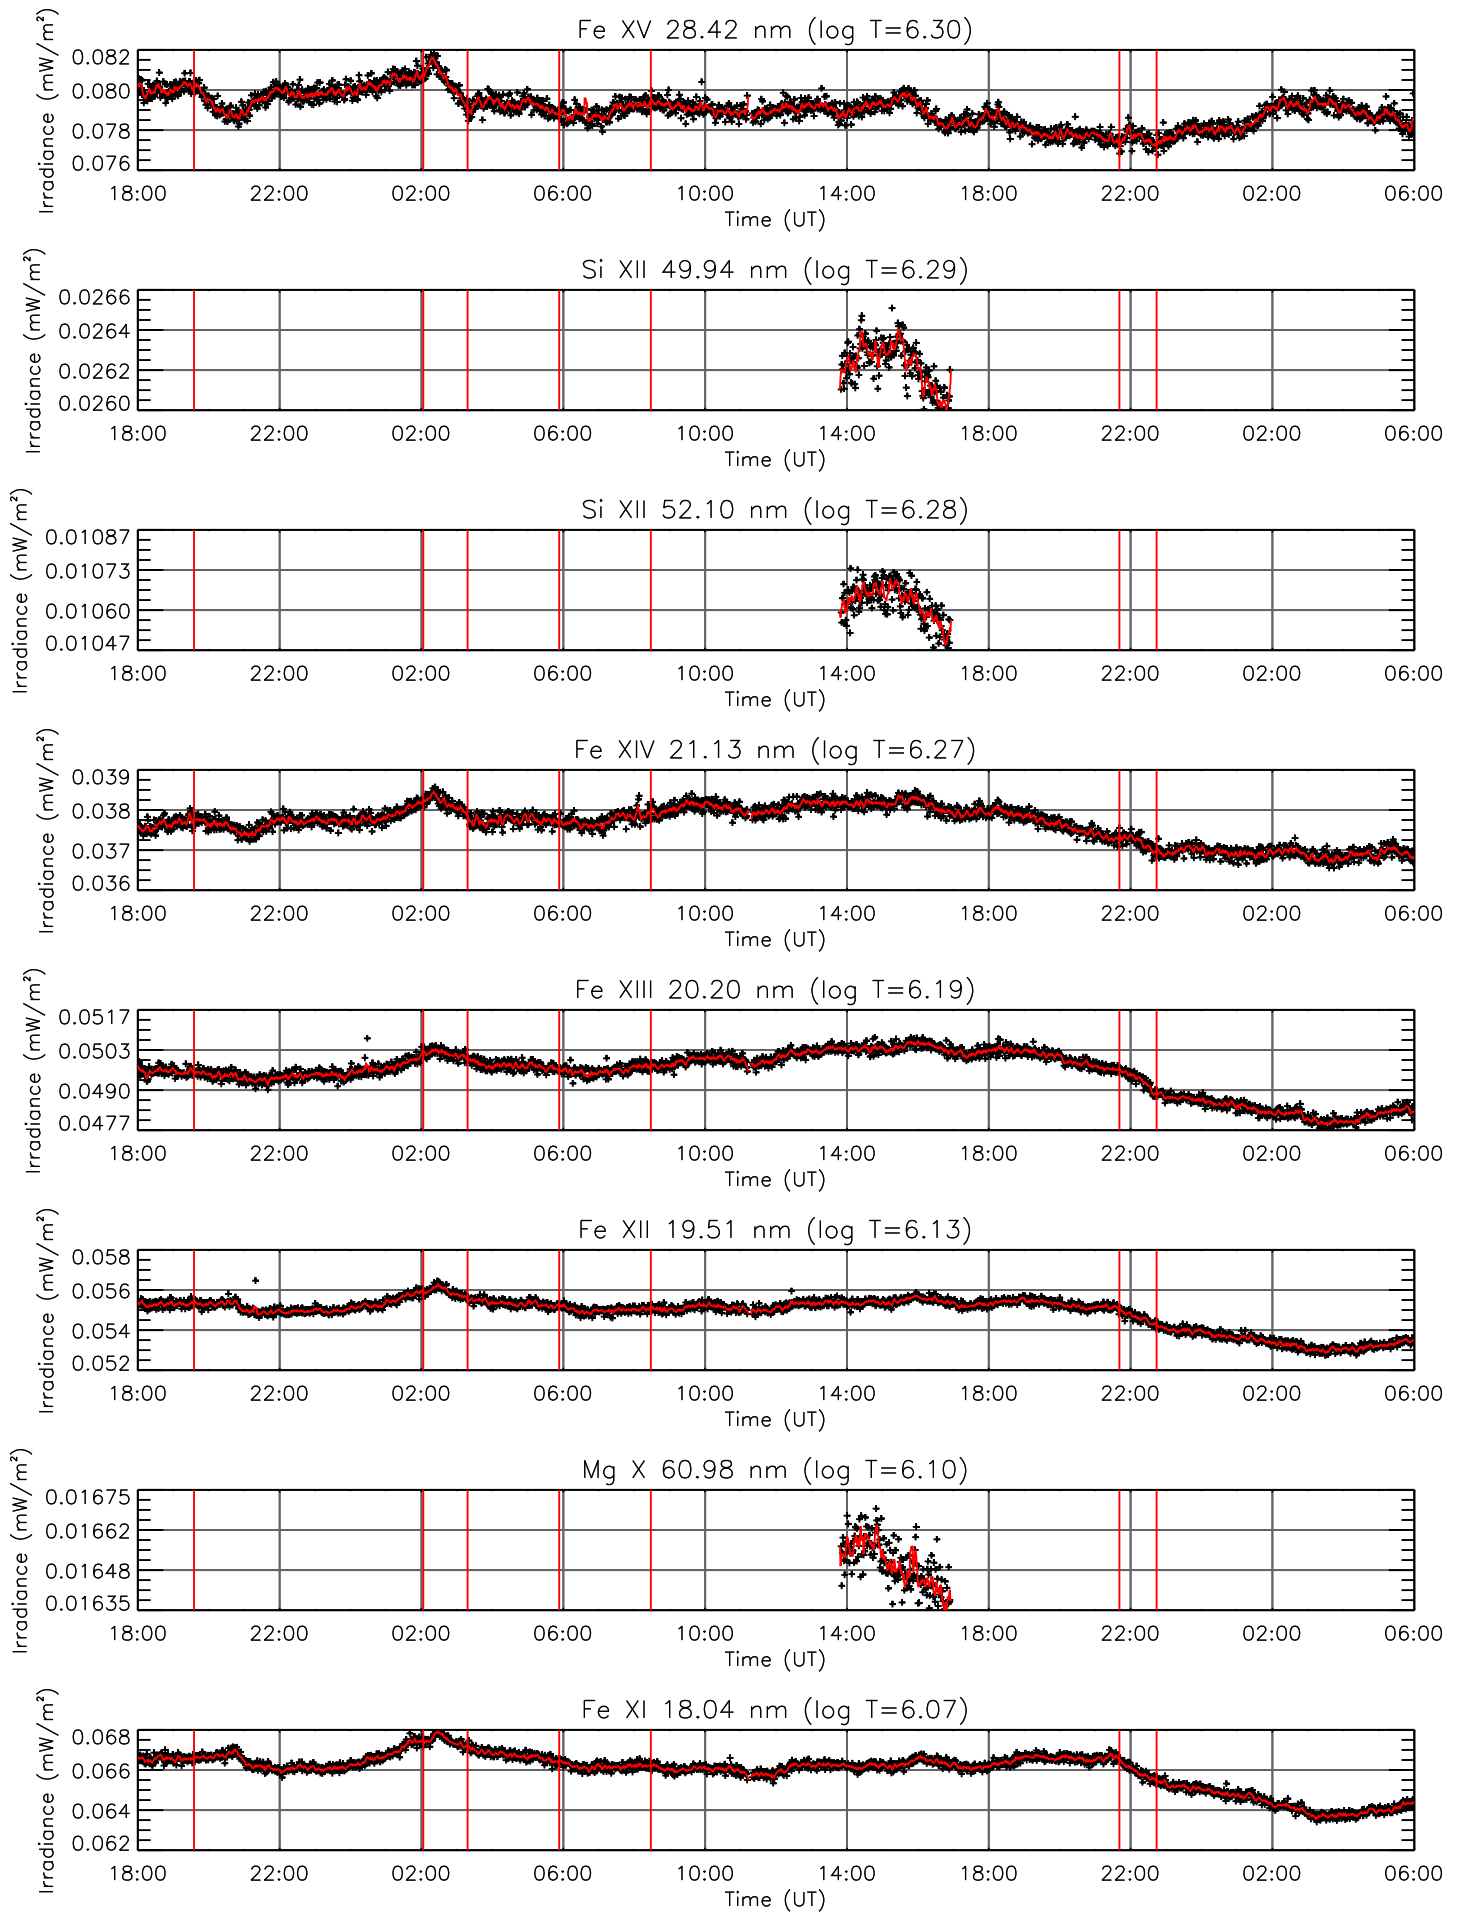 Fe XV 28.42 nm (log T=6.30)
Irradiance (mW/m²)
0.082
0.080
0.078
0.076
18:00 22:00 02:00 06:00 10:00 14:00 18:00 22:00 02:00 06:00
Time (UT)
Si XII 49.94 nm (log T=6.29)
Irradiance (mW/m²)
0.0266
0.0264
0.0262
0.0260
18:00 22:00 02:00 06:00 10:00 14:00 18:00 22:00 02:00 06:00
Time (UT)
Si XII 52.10 nm (log T=6.28)
Irradiance (mW/m²)
0.01087
0.01073
0.01060
0.01047
18:00 22:00 02:00 06:00 10:00 14:00 18:00 22:00 02:00 06:00
Time (UT)
Fe XIV 21.13 nm (log T=6.27)
Irradiance (mW/m²)
0.039
0.038
0.037
0.036
18:00 22:00 02:00 06:00 10:00 14:00 18:00 22:00 02:00 06:00
Time (UT)
Fe XIII 20.20 nm (log T=6.19)
Irradiance (mW/m²)
0.0517
0.0503
0.0490
0.0477
18:00 22:00 02:00 06:00 10:00 14:00 18:00 22:00 02:00 06:00
Time (UT)
Fe XII 19.51 nm (log T=6.13)
Irradiance (mW/m²)
0.058
0.056
0.054
0.052
18:00 22:00 02:00 06:00 10:00 14:00 18:00 22:00 02:00 06:00
Time (UT)
Mg X 60.98 nm (log T=6.10)
Irradiance (mW/m²)
0.01675
0.01662
0.01648
0.01635
18:00 22:00 02:00 06:00 10:00 14:00 18:00 22:00 02:00 06:00
Time (UT)
Fe XI 18.04 nm (log T=6.07)
Irradiance (mW/m²)
0.068
0.066
0.064
0.062
18:00 22:00 02:00 06:00 10:00 14:00 18:00 22:00 02:00 06:00
Time (UT)